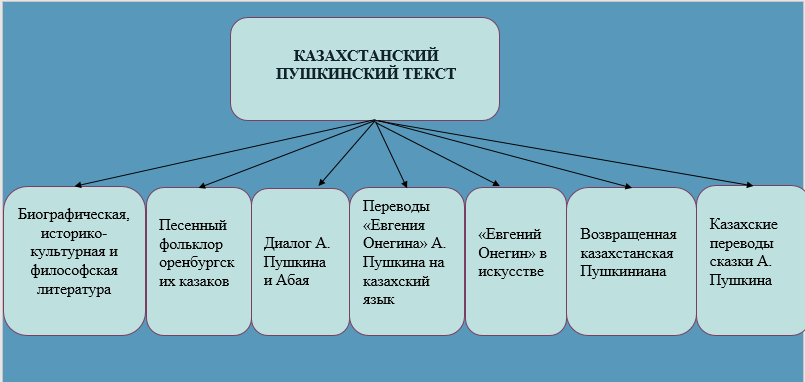 КАЗАХСТАНСКИЙ
ПУШКИНСКИЙ ТЕКСТ
Биографическая,
историко-
культурная и
философская
литература
Песенный
фольклор
оренбургск
их казаков
Диалог А.
Пушкина
и Абая
Переводы
«Евгения
Онегина» А.
Пушкина на
казахский
язык
«Евгений
Онегин» в
искусстве
Возвращенная
казахстанская
Пушкиниана
Казахские
переводы
сказки А.
Пушкина